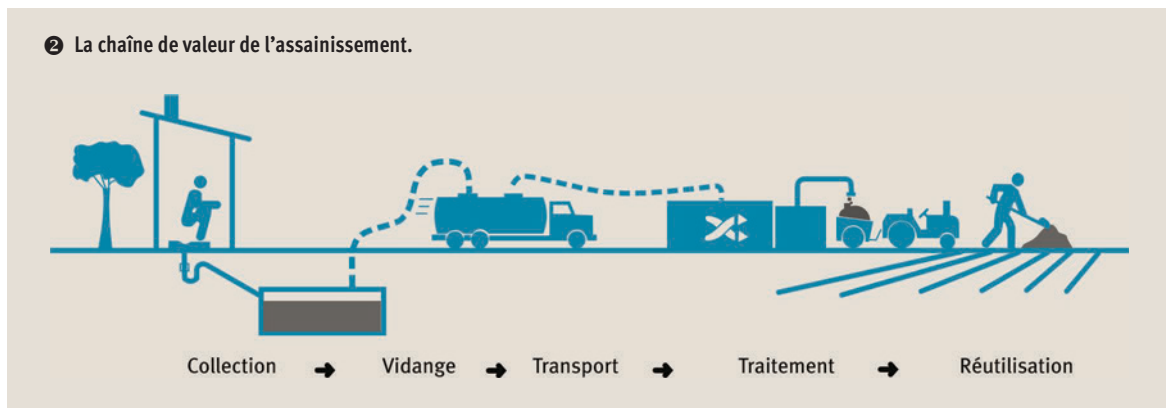 ❷ La chaîne de valeur de l’assainissement.
Collection ➜ Vidange ➜ Transport ➜ Traitement ➜ Réutilisation